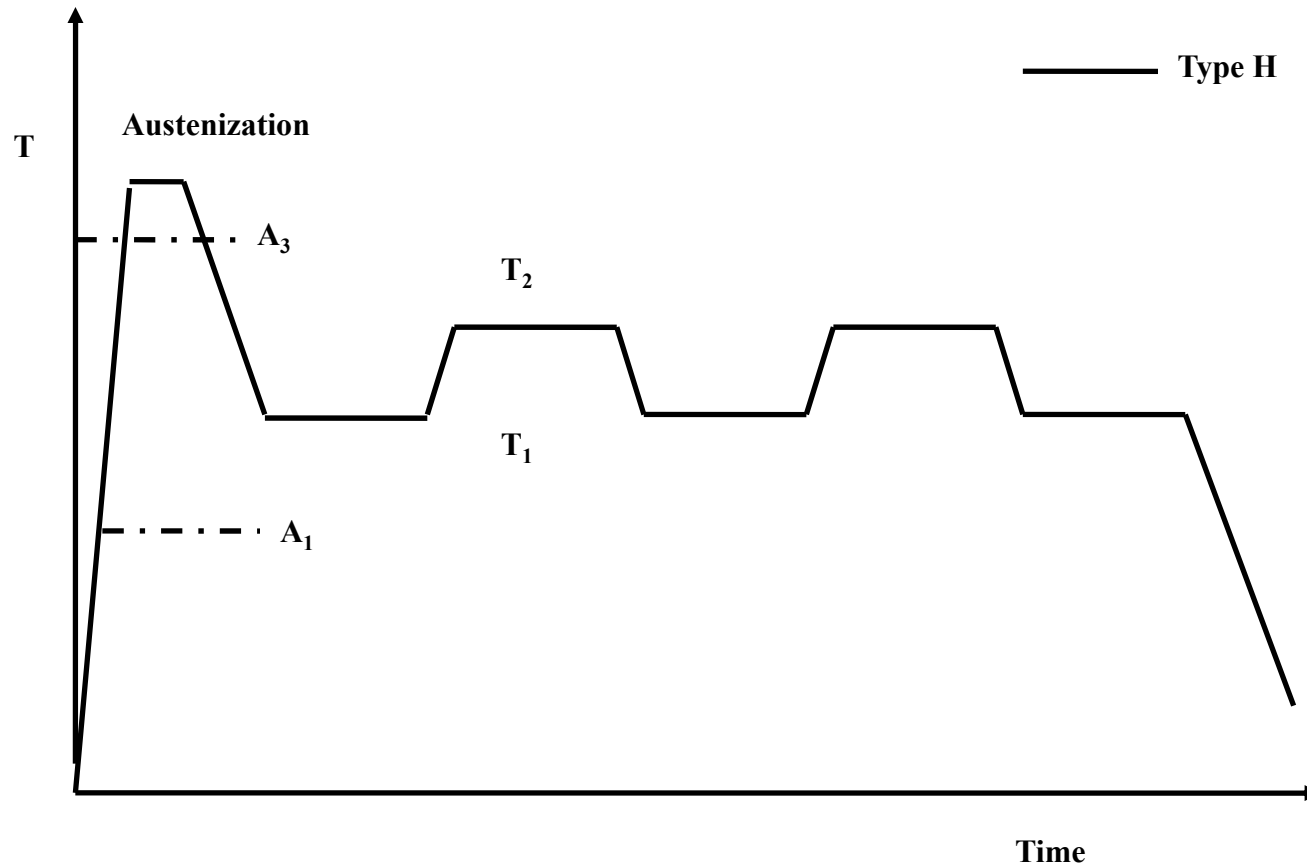 Type H
Austenization
T
A₃
T₂
T₁
A₁
Time